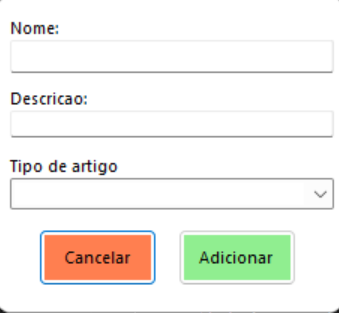 Nome:
Descricao:
Tipo de artigo
Cancelar
Adicionar